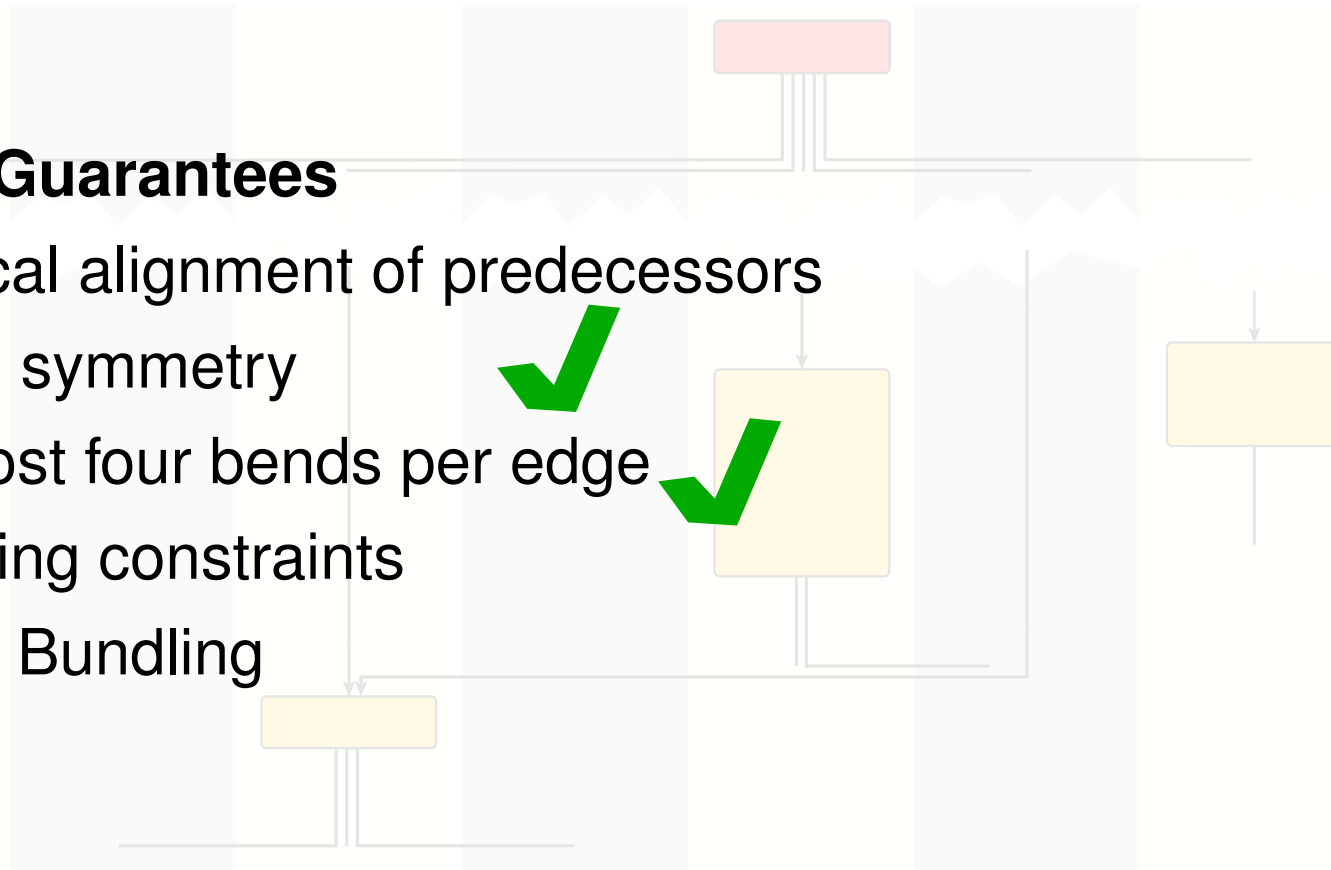 Guarantees
cal alignment of predecessors
symmetry
ost four bends per edge
ing constraints
Bundling